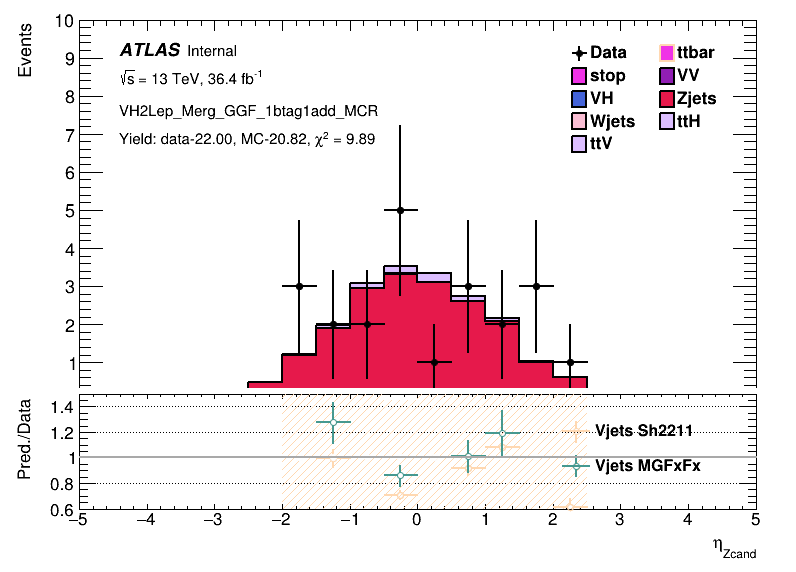 Events
10
9
8
7
6
5
4
3
2
1
ATLAS Internal
√s = 13 TeV, 36.4 fb⁻¹
VH2Lep_Merg_GGF_1btag1add_MCR
Yield: data-22.00, MC-20.82, χ² = 9.89
Data ttbar
stop VV
VH Zjets
Wjets ttH
ttV
Pred./Data
1.4
1.2
1
0.8
0.6
Vjets Sh2211
Vjets MGFxFx
−5 −4 −3 −2 −1 0 1 2 3 4 5
η_Zcand